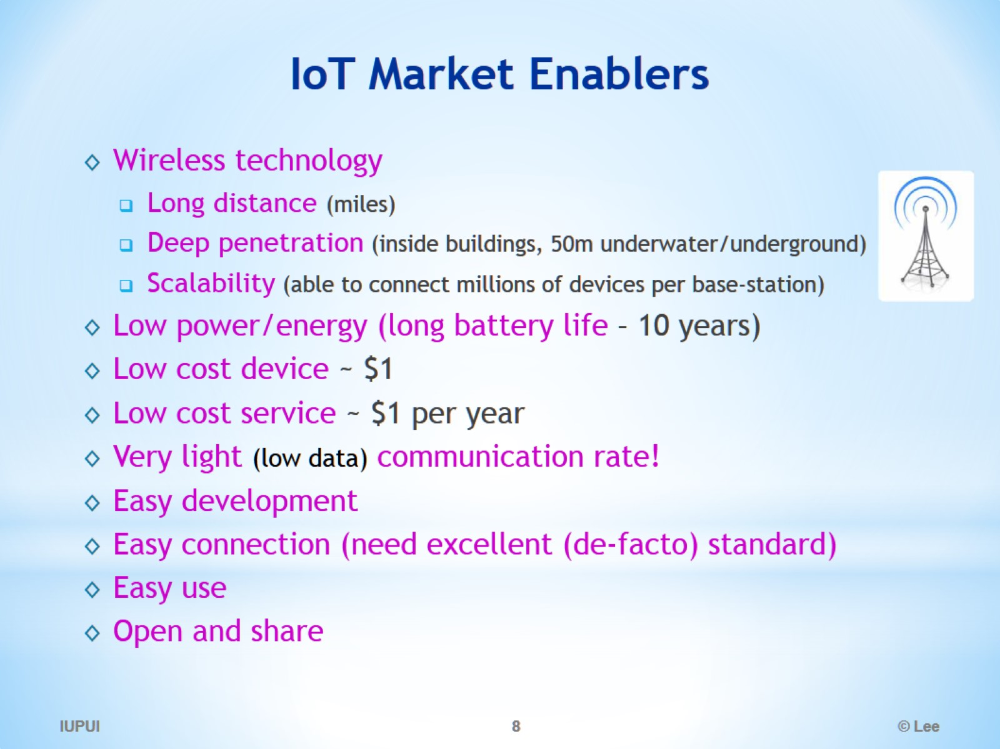 IoT Market Enablers
◇ Wireless technology
❑ Long distance (miles)
❑ Deep penetration (inside buildings, 50m underwater/underground)
❑ Scalability (able to connect millions of devices per base-station)
◇ Low power/energy (long battery life – 10 years)
◇ Low cost device ~ $1
◇ Low cost service ~ $1 per year
◇ Very light (low data) communication rate!
◇ Easy development
◇ Easy connection (need excellent (de-facto) standard)
◇ Easy use
◇ Open and share
IUPUI 8 © Lee